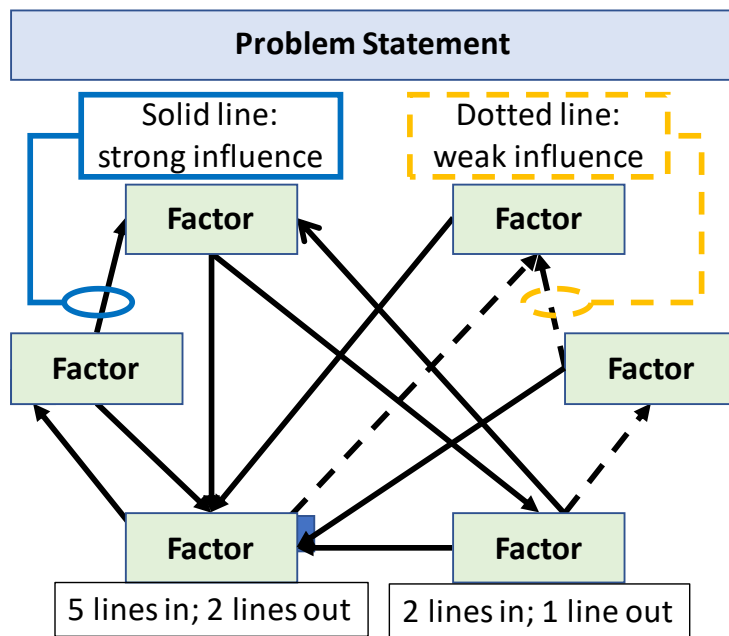 Problem Statement
Solid line:
strong influence
Dotted line:
weak influence
Factor
Factor
Factor
Factor
Factor
Factor
5 lines in; 2 lines out
2 lines in; 1 line out